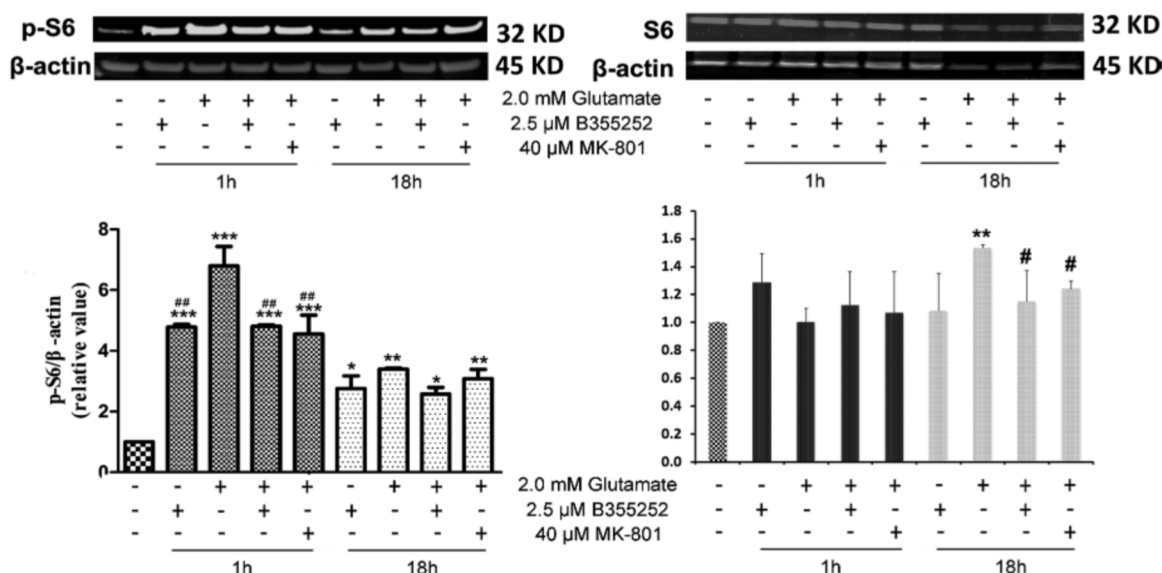 p-S6 32 KD
β-actin 45 KD
- - + + + - + + + 2.0 mM Glutamate
- + - + - + - + - 2.5 µM B355252
- - - - + - - - + 40 µM MK-801
1h 18h
S6 32 KD
β-actin 45 KD
- - + + + - + + +
- + - + - + - + -
- - - - + - - - +
1h 18h
p-S6/β-actin
(relative value)
8
6
4
2
0
##
***
***
##
***
##
***
*
**
*
**
- - + + + - + + + 2.0 mM Glutamate
- + - + - + - + - 2.5 µM B355252
- - - - + - - - + 40 µM MK-801
1h 18h
1.8
1.6
1.4
1.2
1.0
0.8
0.6
0.4
0.2
0.0
**
#
#
- - + + + - + + +
- + - + - + - + -
- - - - + - - - +
1h 18h